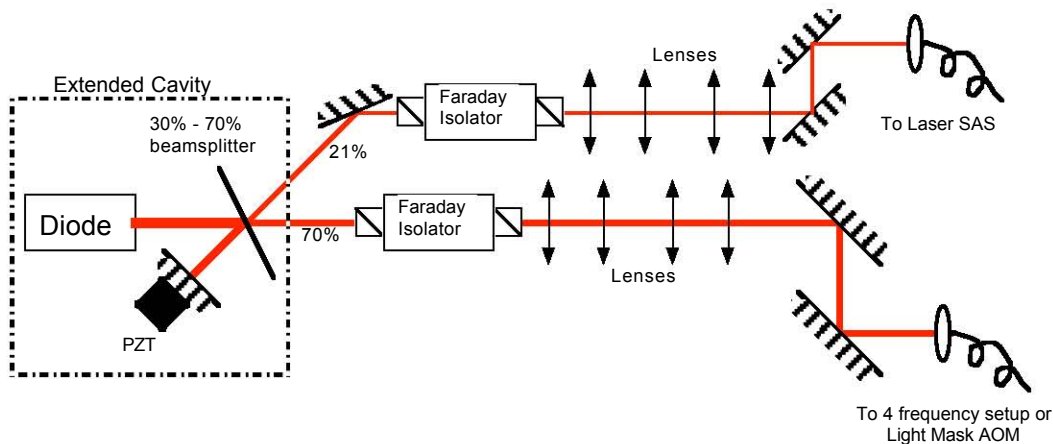 Extended Cavity
30% - 70%
beamsplitter
Diode
PZT
21%
70%
Faraday
Isolator
Faraday
Isolator
Lenses
Lenses
To Laser SAS
To 4 frequency setup or
Light Mask AOM